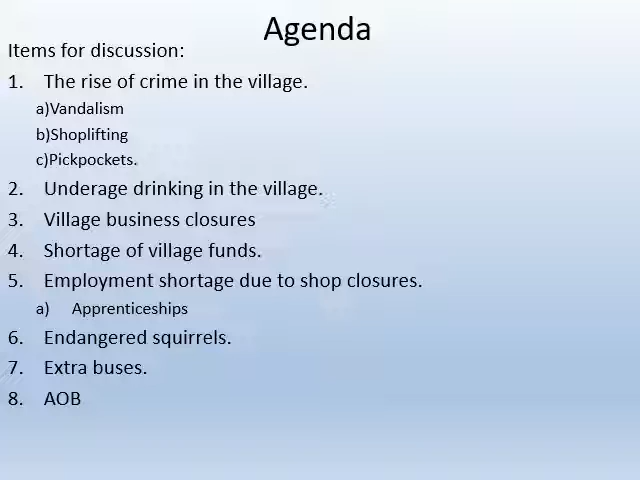 Agenda
Items for discussion:
1. The rise of crime in the village.
a)Vandalism
b)Shoplifting
c)Pickpockets.
2. Underage drinking in the village.
3. Village business closures
4. Shortage of village funds.
5. Employment shortage due to shop closures.
a) Apprenticeships
6. Endangered squirrels.
7. Extra buses.
8. AOB